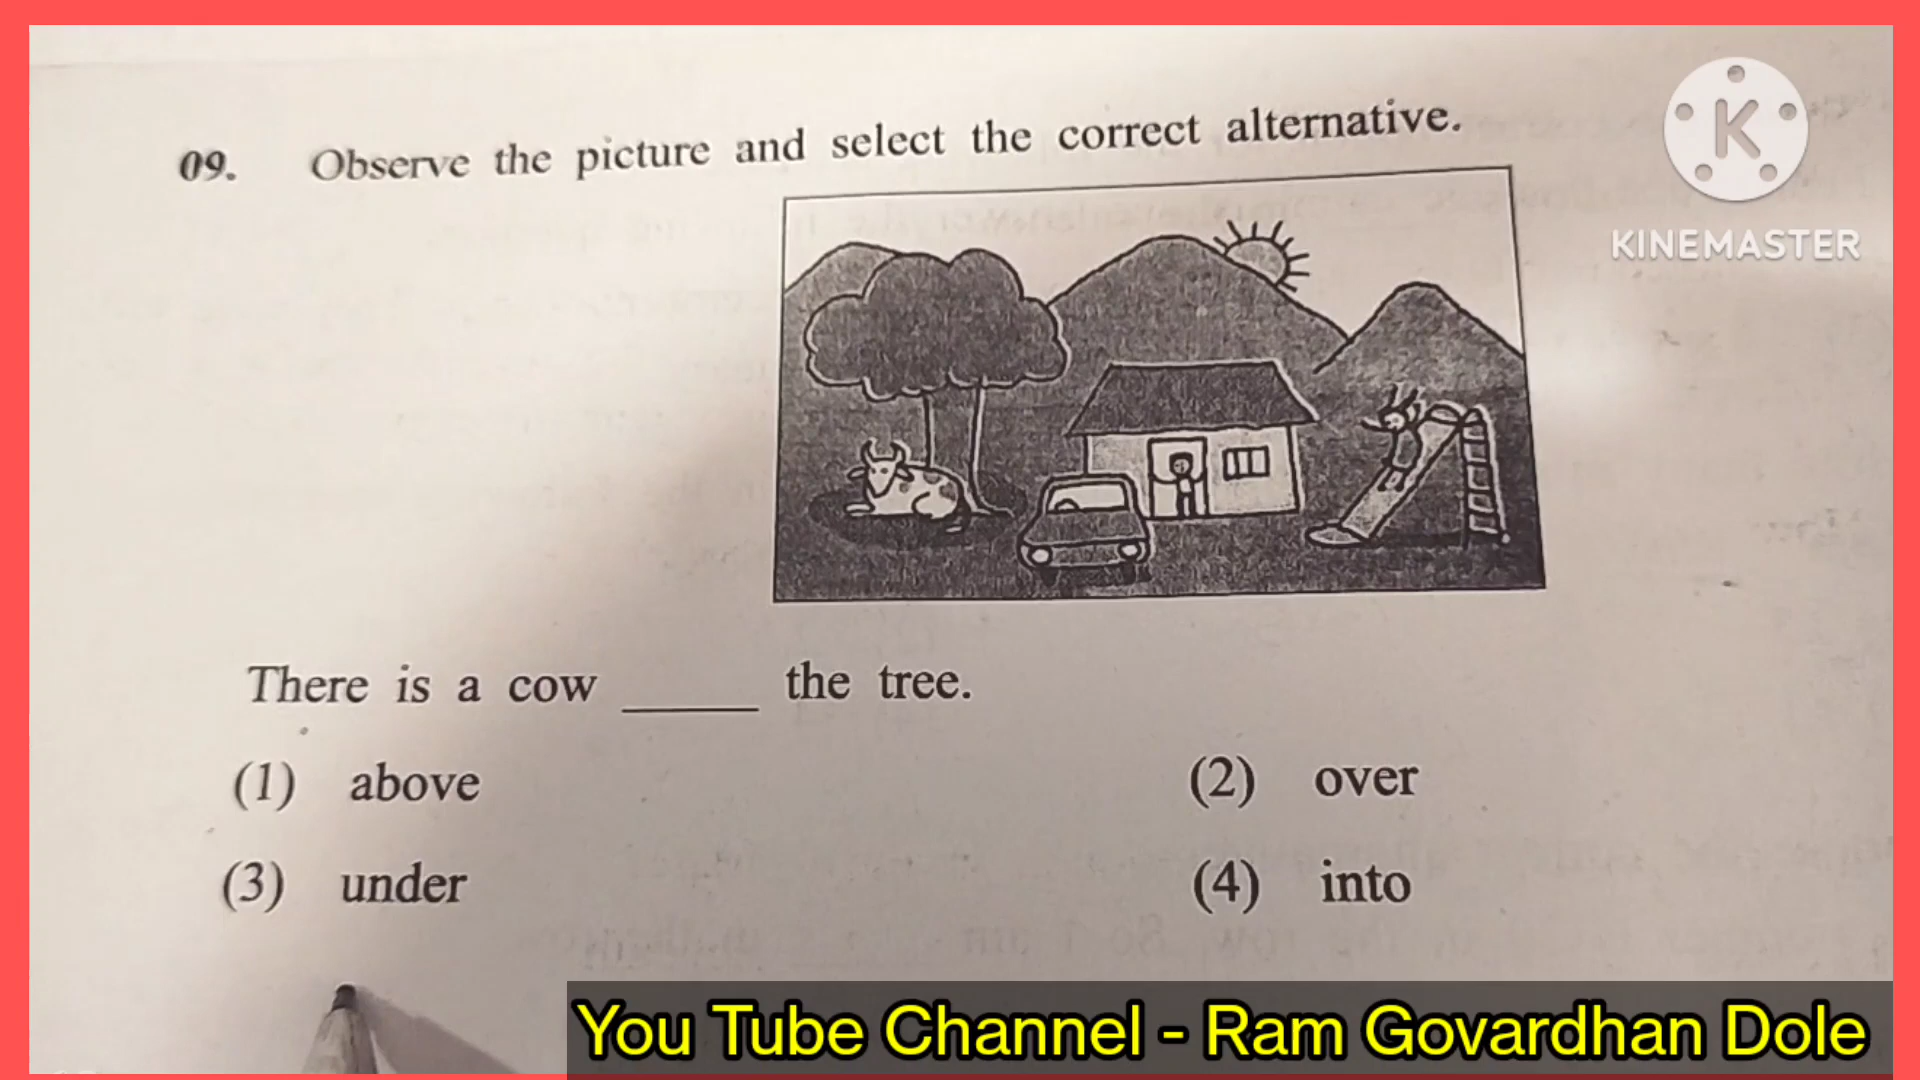 09. Observe the picture and select the correct alternative.
K
KINEMASTER
There is a cow _____ the tree.
(1) above (2) over
(3) under (4) into
You Tube Channel - Ram Govardhan Dole